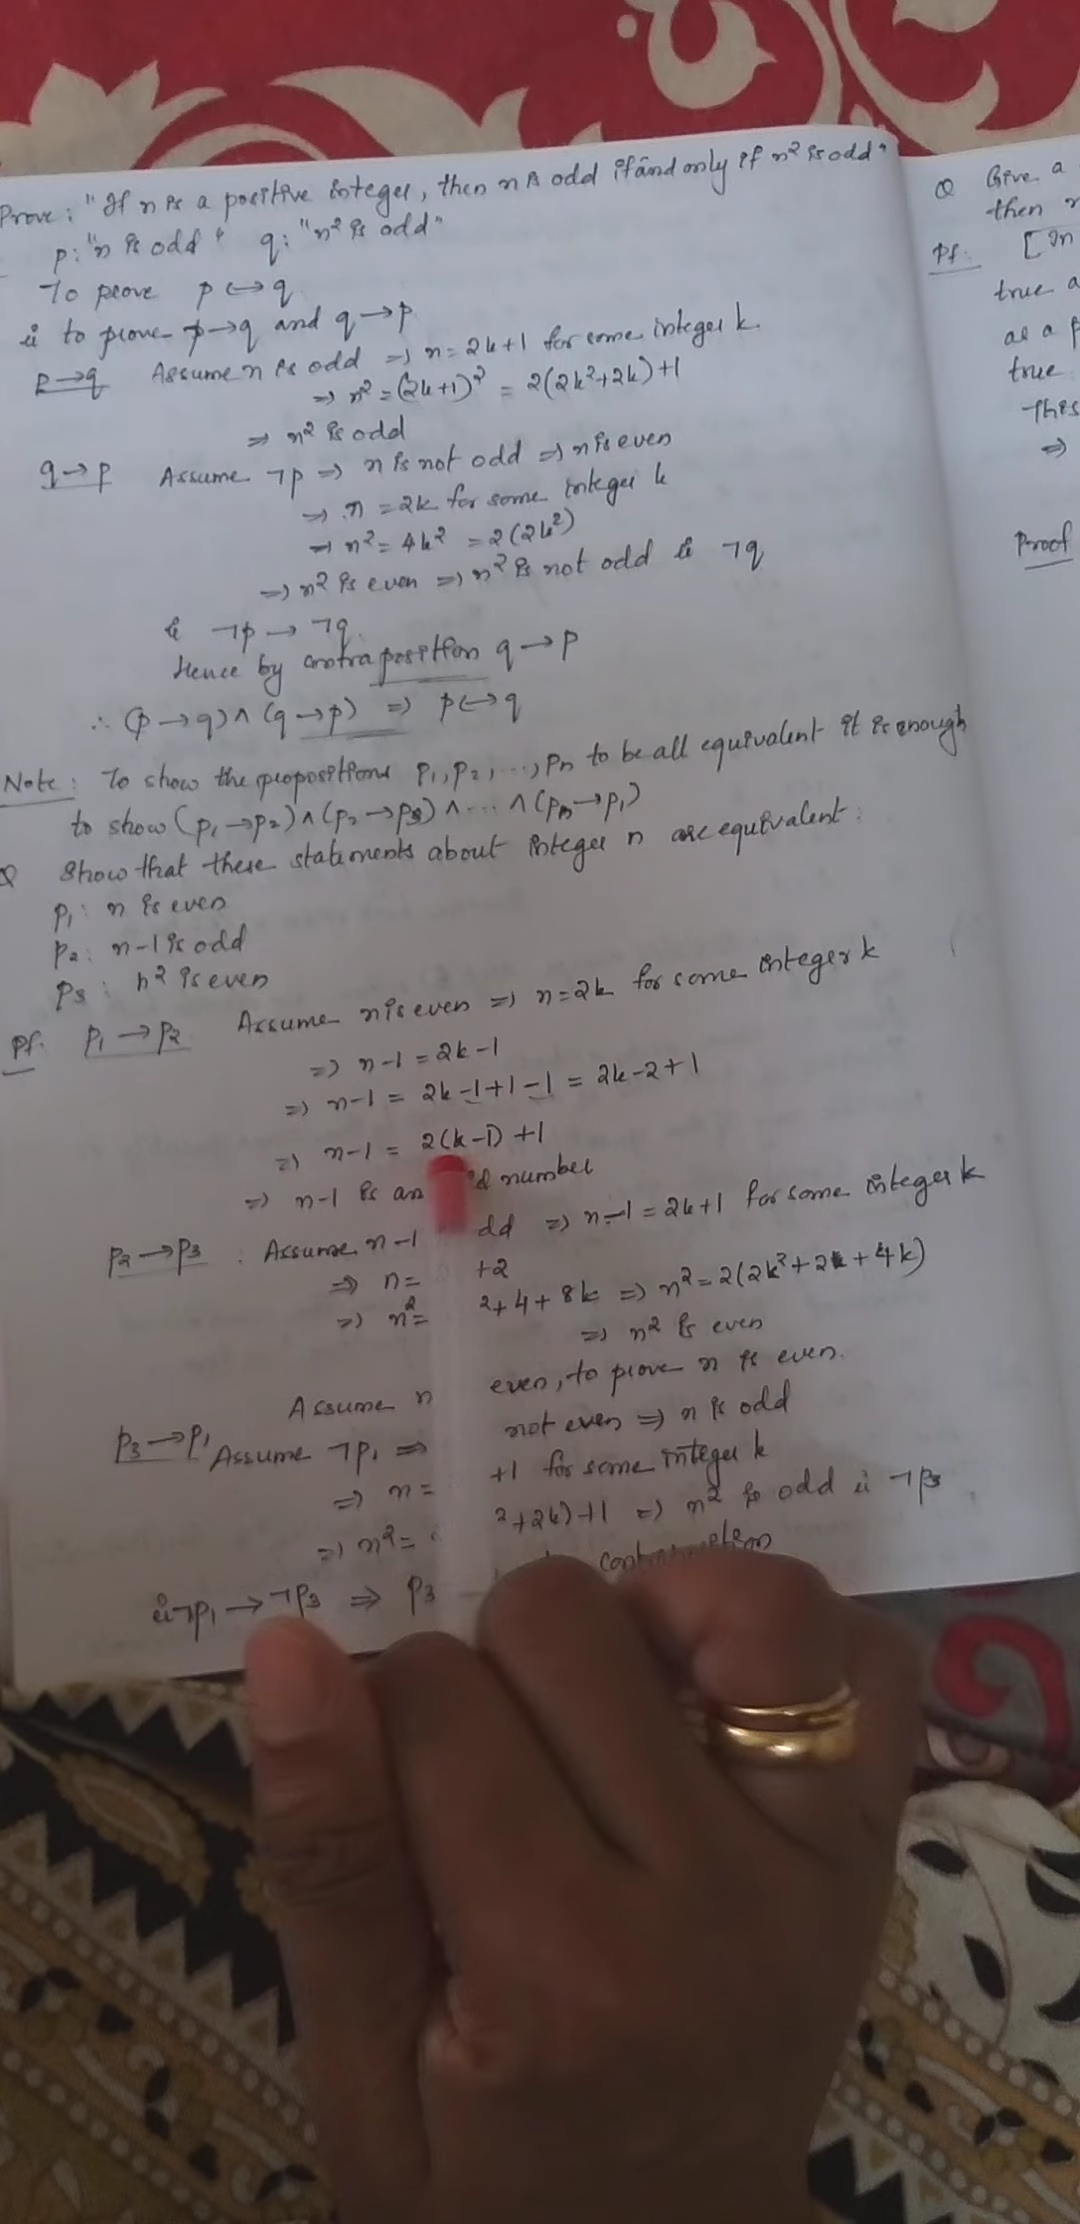 Prove: "If n is a positive integer, then n is odd if and only if n² is odd"
p: "n is odd" q: "n² is odd"
To prove p ↔ q
ie to prove p → q and q → p
p → q Assume n is odd ⇒ n = 2k+1 for some integer k.
⇒ n² = (2k+1)² = 2(2k²+2k)+1
⇒ n² is odd
q → p Assume ¬p ⇒ n is not odd ⇒ n is even
⇒ n = 2k for some integer k
⇒ n² = 4k² = 2(2k²)
⇒ n² is even ⇒ n² is not odd ie ¬q
ie ¬p → ¬q
Hence by contraposition q → p
∴ (p → q) ∧ (q → p) ⇒ p ↔ q
Note: To show the propositions p₁, p₂, ..., pn to be all equivalent it is enough
to show (p₁ → p₂) ∧ (p₂ → p₃) ∧ ... ∧ (pn → p₁)
Q Show that these statements about integer n are equivalent:
p₁: n is even
p₂: n-1 is odd
p₃: n² is even
Pf: p₁ → p₂ Assume n is even ⇒ n = 2k for some integer k
⇒ n-1 = 2k-1
⇒ n-1 = 2k-1+1-1 = 2k-2+1
⇒ n-1 = 2(k-1)+1
⇒ n-1 is an number
p₂ → p₃ : Assume n-1 dd ⇒ n-1 = 2k+1 for some integer k
⇒ n = +2
⇒ n² = ²+4+8k ⇒ n² = 2(2k²+2+4k)
⇒ n² is even
Assume n even, to prove n is even.
p₃ → p₁ Assume ¬p₁ ⇒ not even ⇒ n is odd
⇒ n = +1 for some integer k
⇒ n² = ²+2k)+1 ⇒ n² is odd ie ¬p₃
ie ¬p₁ → ¬p₃ ⇒ p₃
Q Give a
then
Pf: [In
true a
as a
true
This
⇒
Proof